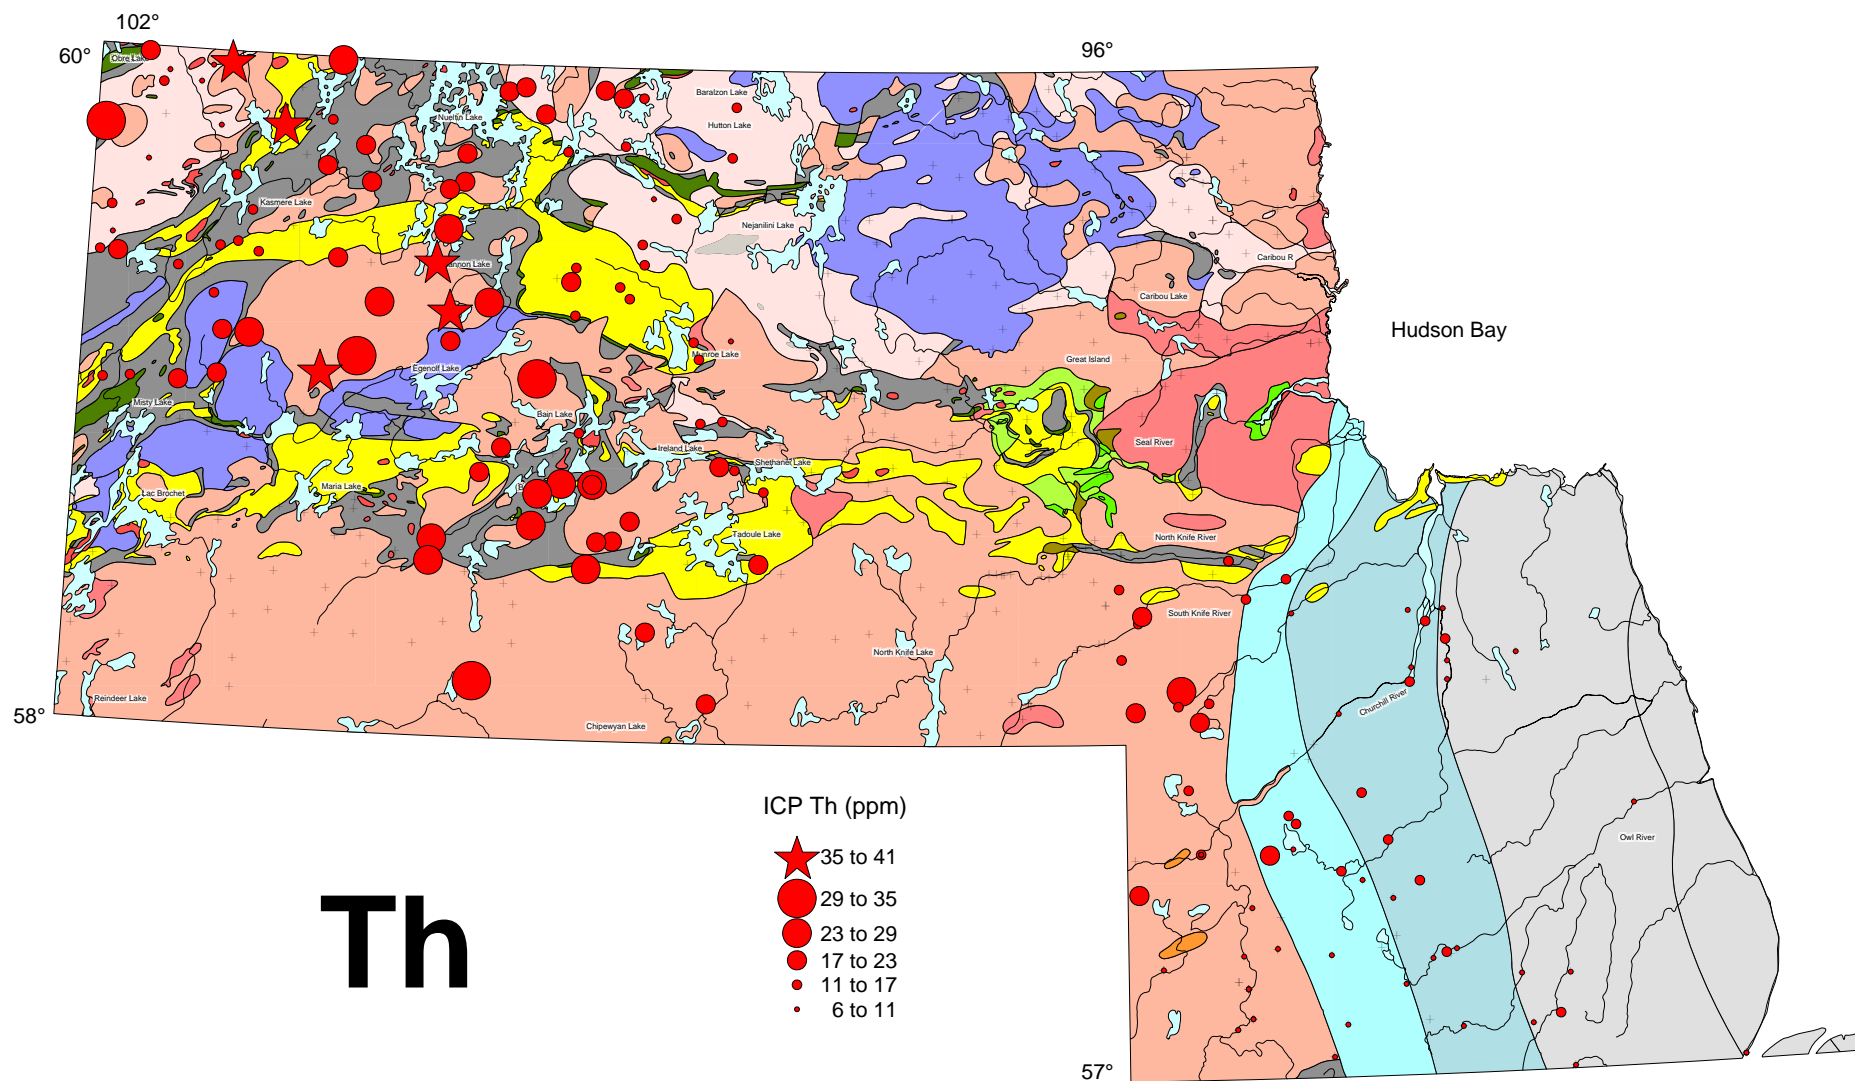 102°
60°
96°
Obre Lake
Baralzon Lake
Nueltin Lake
Hutton Lake
Kasmere Lake
Nejanilini Lake
Caribou R
annon Lake
Caribou Lake
Hudson Bay
Munroe Lake
Great Island
Egenolf Lake
Misty Lake
Bain Lake
Seal River
Ireland Lake
Shethanei Lake
Maria Lake
Lac Brochet
Tadoule Lake
North Knife River
South Knife River
North Knife Lake
Reindeer Lake
Churchill River
58°
Chipewyan Lake
ICP Th (ppm)
Owl River
35 to 41
29 to 35
Th
23 to 29
17 to 23
11 to 17
6 to 11
57°